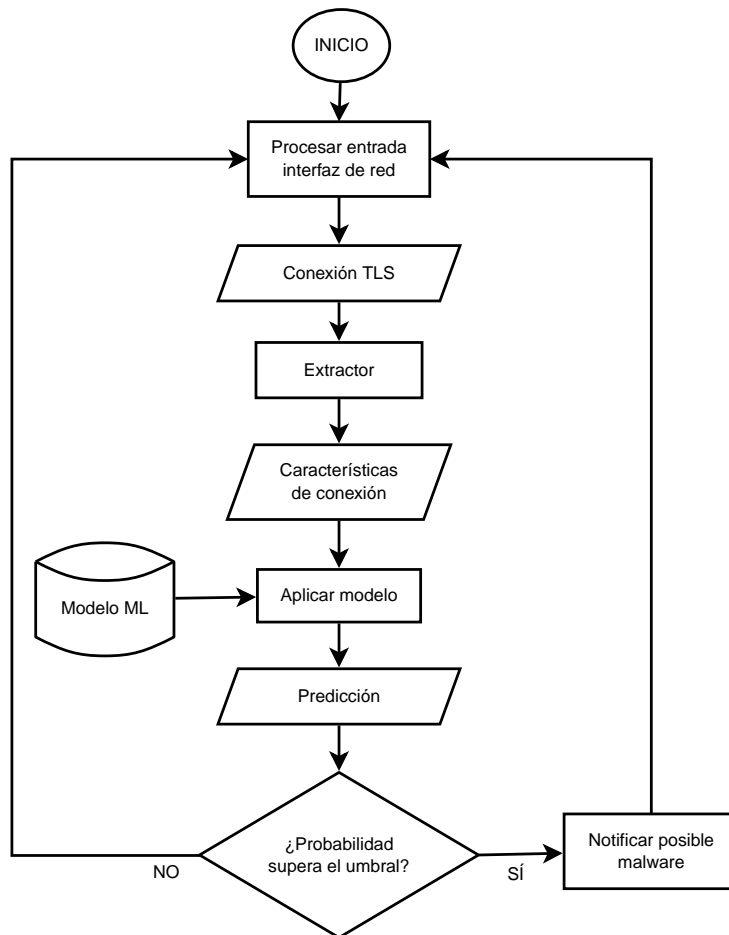 INICIO
Procesar entrada
interfaz de red
Conexión TLS
Extractor
Características
de conexión
Modelo ML
Aplicar modelo
Predicción
¿Probabilidad
supera el umbral?
NO
SÍ
Notificar posible
malware